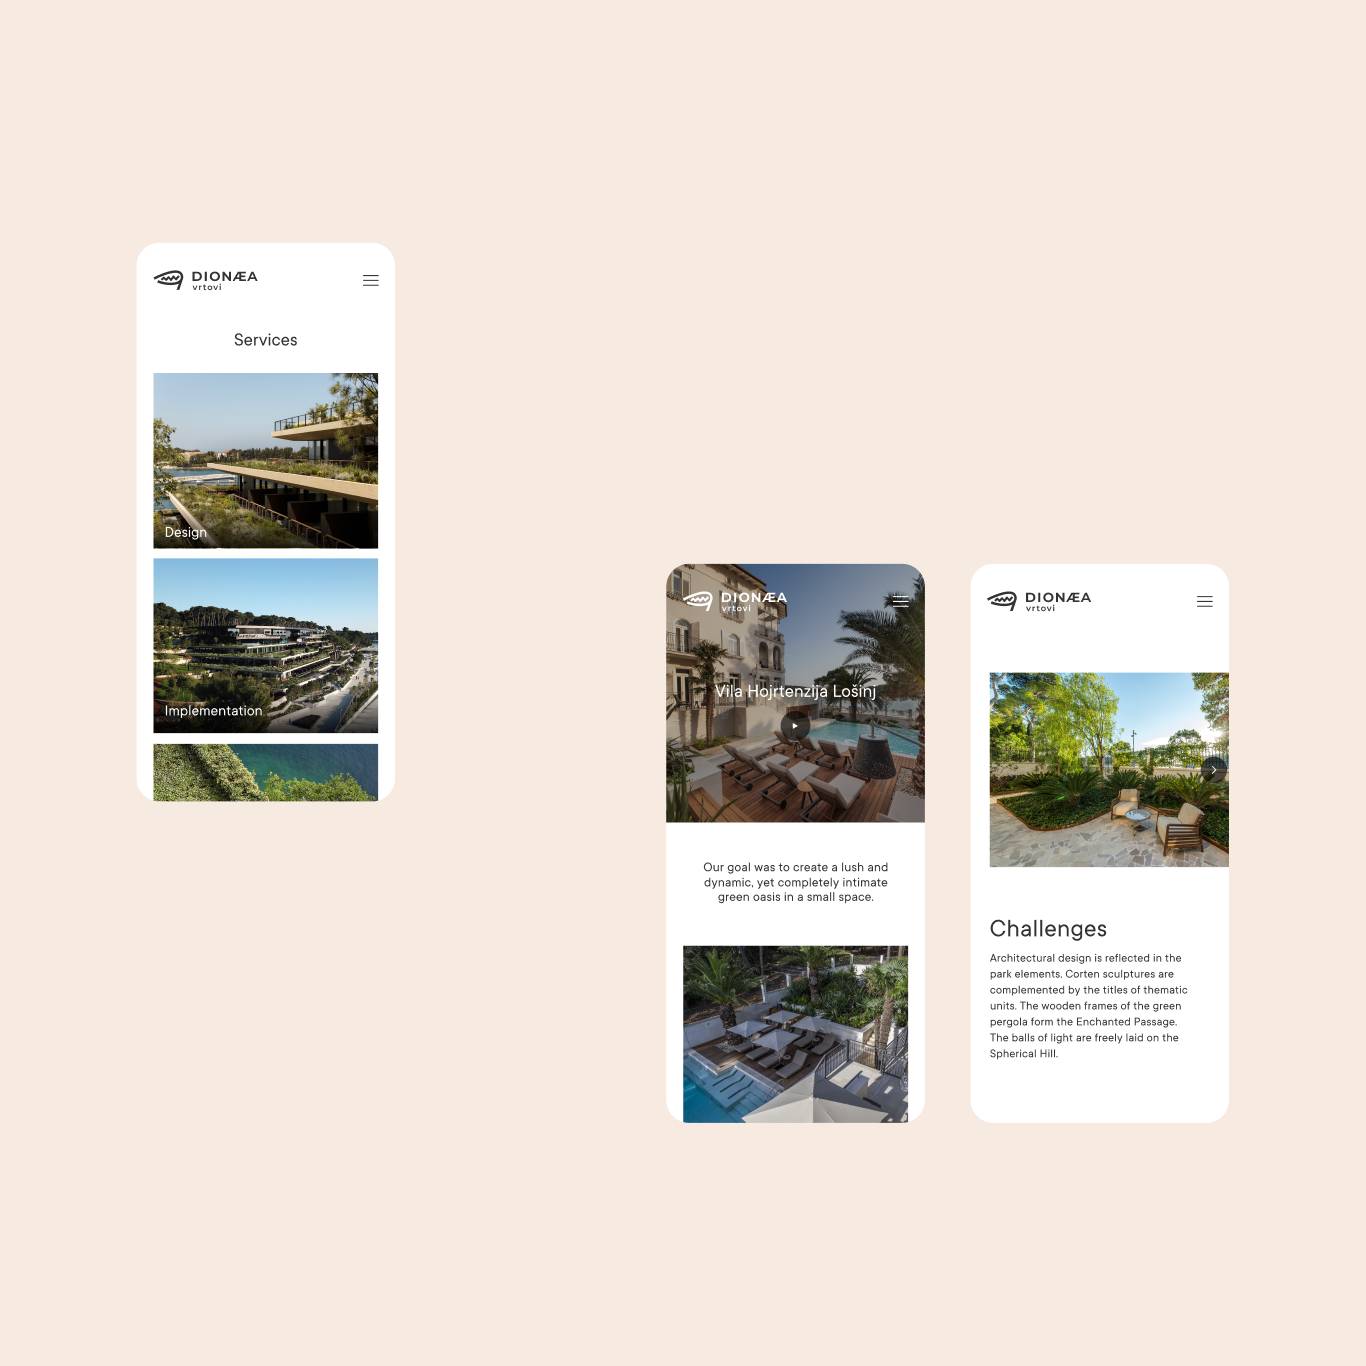 DIONÆA
vrtovi
Services
Design
Implementation
DIONÆA
vrtovi
Vila Hojrtenzija Lošinj
Our goal was to create a lush and
dynamic, yet completely intimate
green oasis in a small space.
DIONÆA
vrtovi
Challenges
Architectural design is reflected in the
park elements. Corten sculptures are
complemented by the titles of thematic
units. The wooden frames of the green
pergola form the Enchanted Passage.
The balls of light are freely laid on the
Spherical Hill.